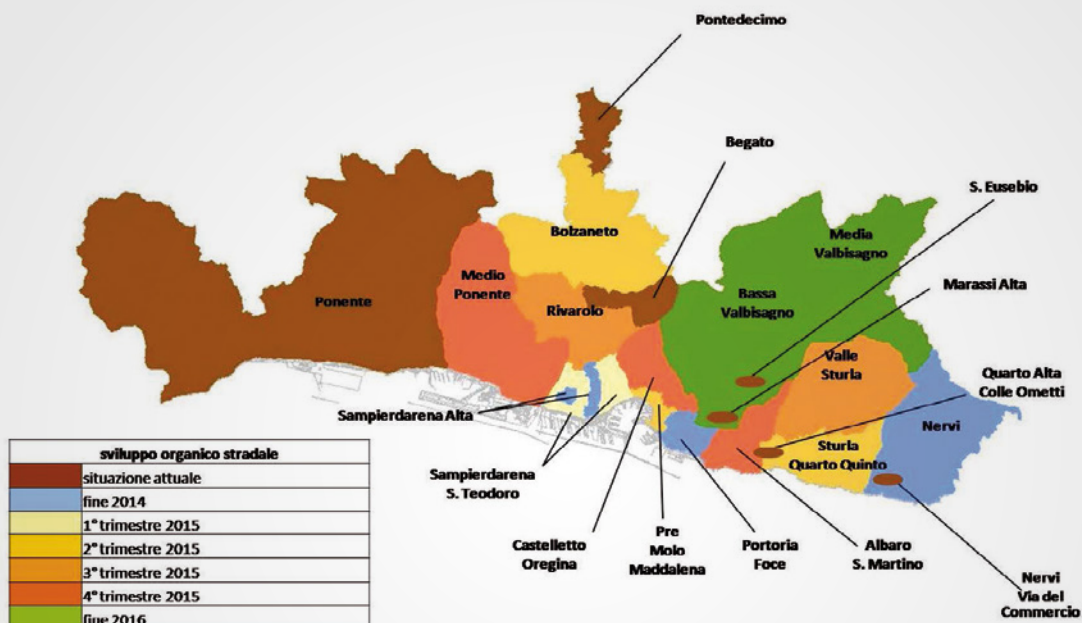 Pontedecimo
Begato
S. Eusebio
Bolzaneto
Media
Valbisagno
Marassi Alta
Medio
Ponente
Ponente
Rivarolo
Bassa
Valbisagno
Valle
Sturla
Quarto Alta
Colle Ometti
Sampierdarena Alta
Nervi
Sturla
Quarto Quinto
Sampierdarena
S. Teodoro
Castelletto
Oregina
Pre
Molo
Maddalena
Portoria
Foce
Albaro
S. Martino
Nervi
Via del
Commercio
sviluppo organico stradale
situazione attuale
fine 2014
1° trimestre 2015
2° trimestre 2015
3° trimestre 2015
4° trimestre 2015
fine 2016